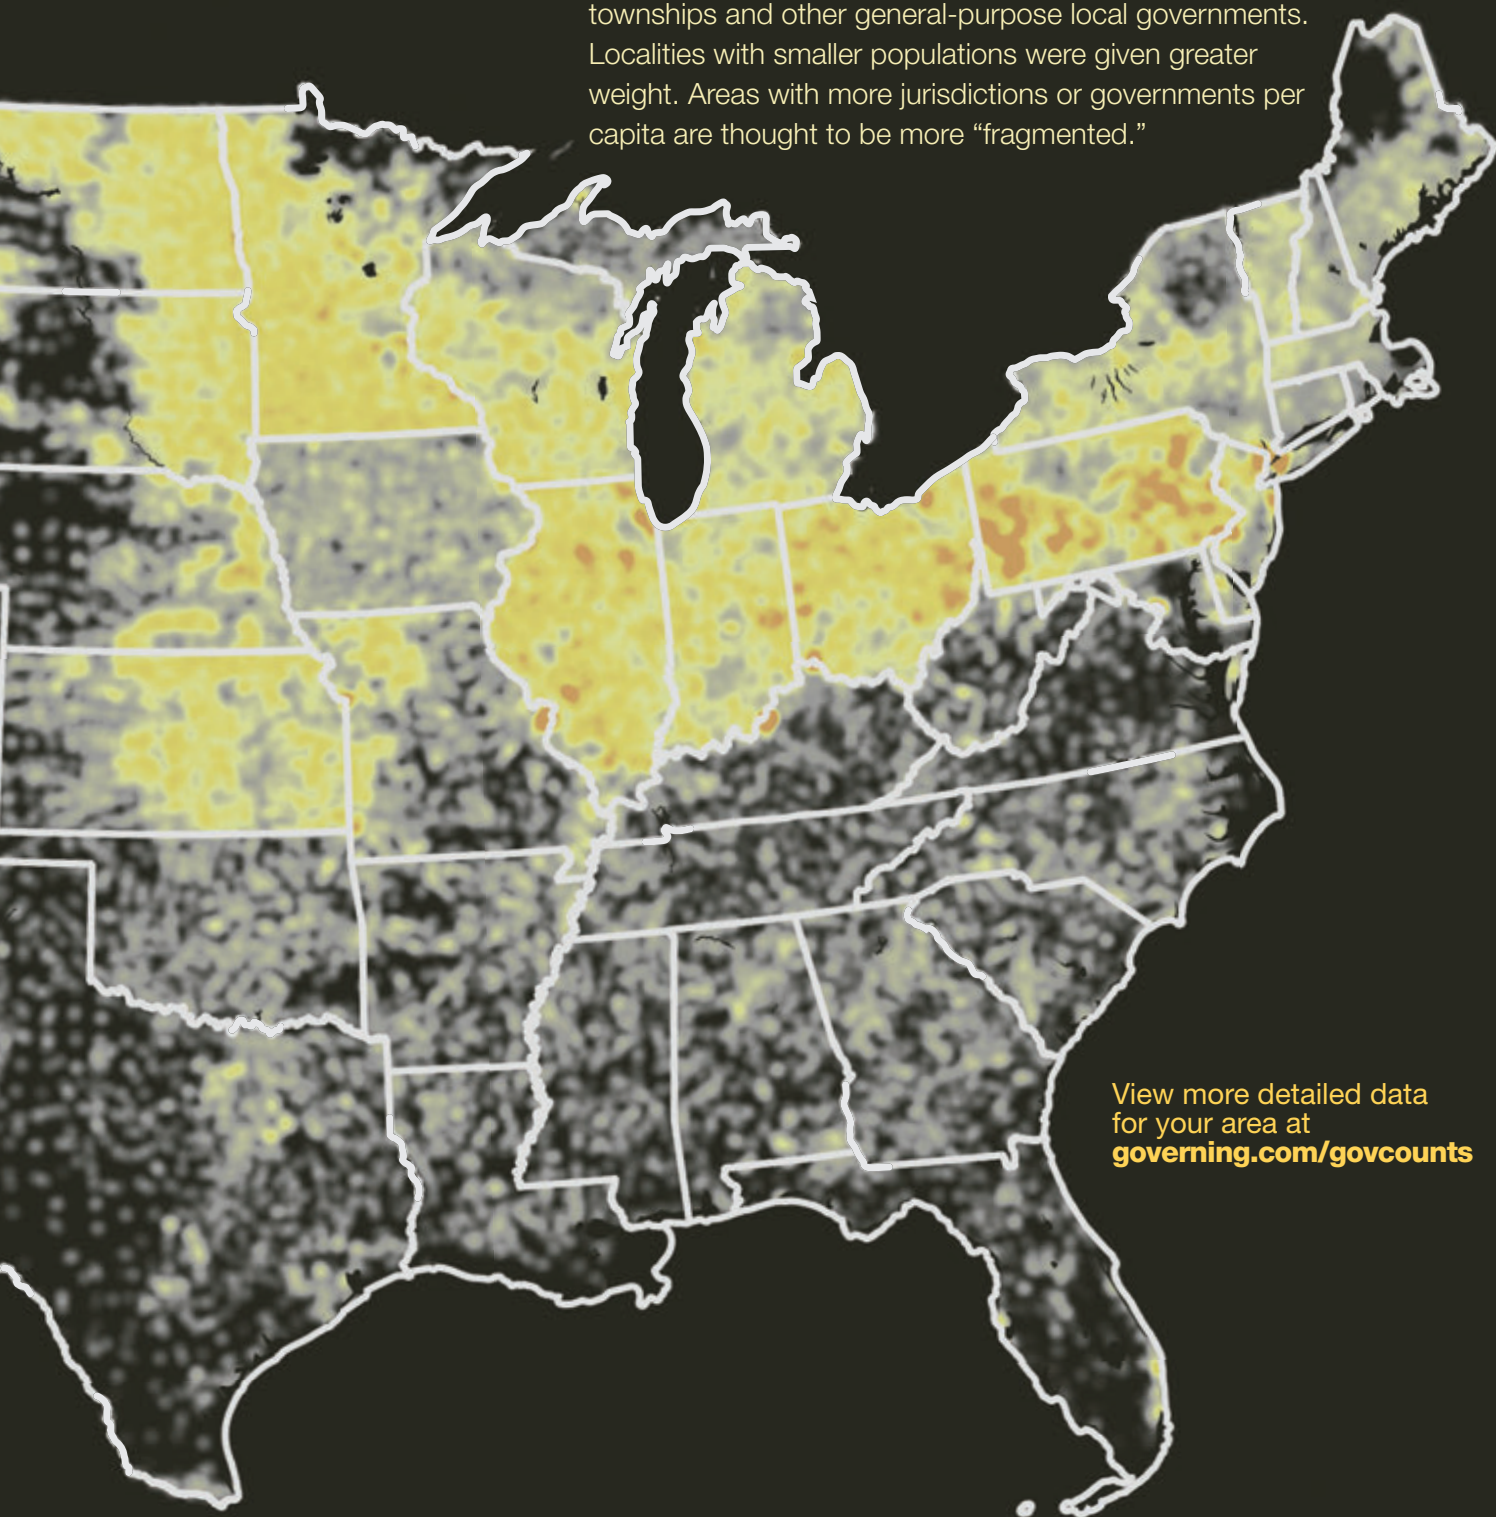 townships and other general-purpose local governments.
Localities with smaller populations were given greater
weight. Areas with more jurisdictions or governments per
capita are thought to be more “fragmented.”
View more detailed data
for your area at
governing.com/govcounts